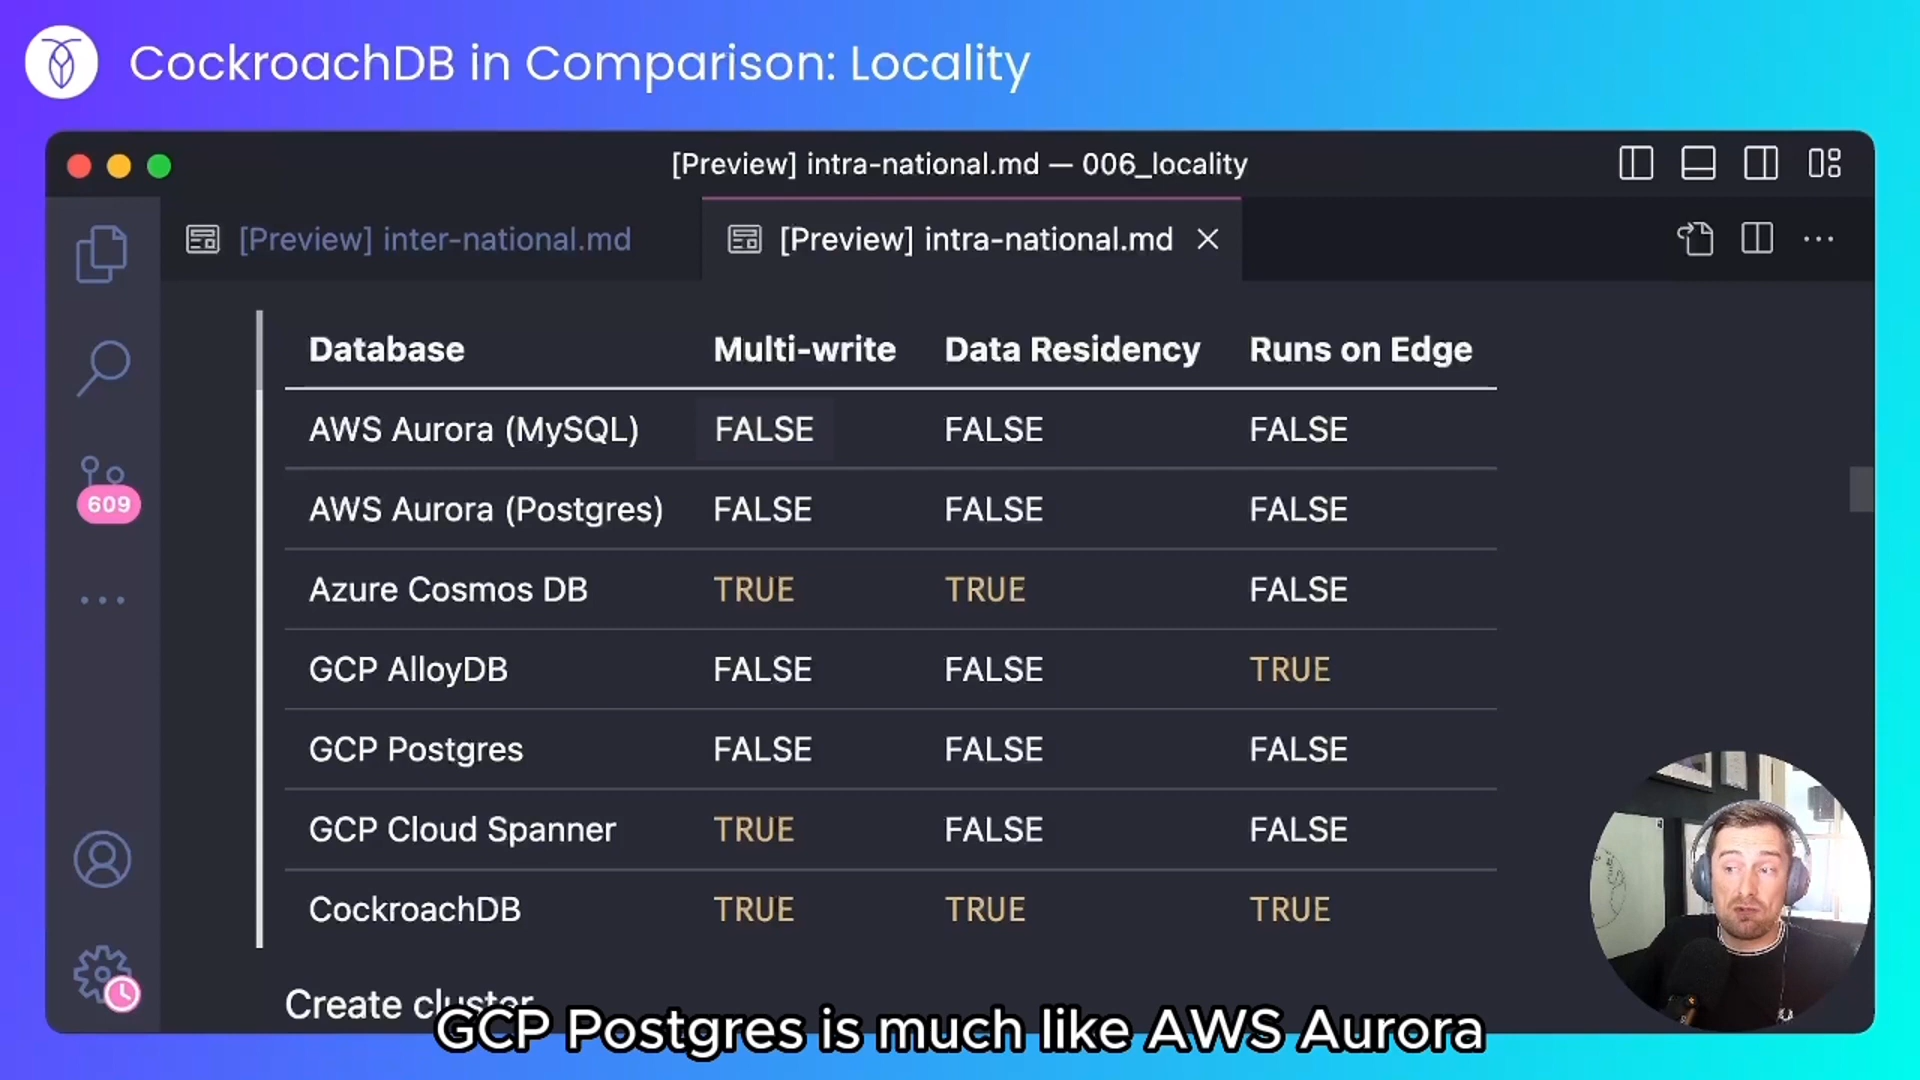 CockroachDB in Comparison: Locality
[Preview] intra-national.md — 006_locality
[Preview] inter-national.md [Preview] intra-national.md
Database Multi-write Data Residency Runs on Edge
AWS Aurora (MySQL) FALSE FALSE FALSE
609
AWS Aurora (Postgres) FALSE FALSE FALSE
Azure Cosmos DB TRUE TRUE FALSE
GCP AlloyDB FALSE FALSE TRUE
GCP Postgres FALSE FALSE FALSE
GCP Cloud Spanner TRUE FALSE FALSE
CockroachDB TRUE TRUE TRUE
Create cluster
GCP Postgres is much like AWS Aurora